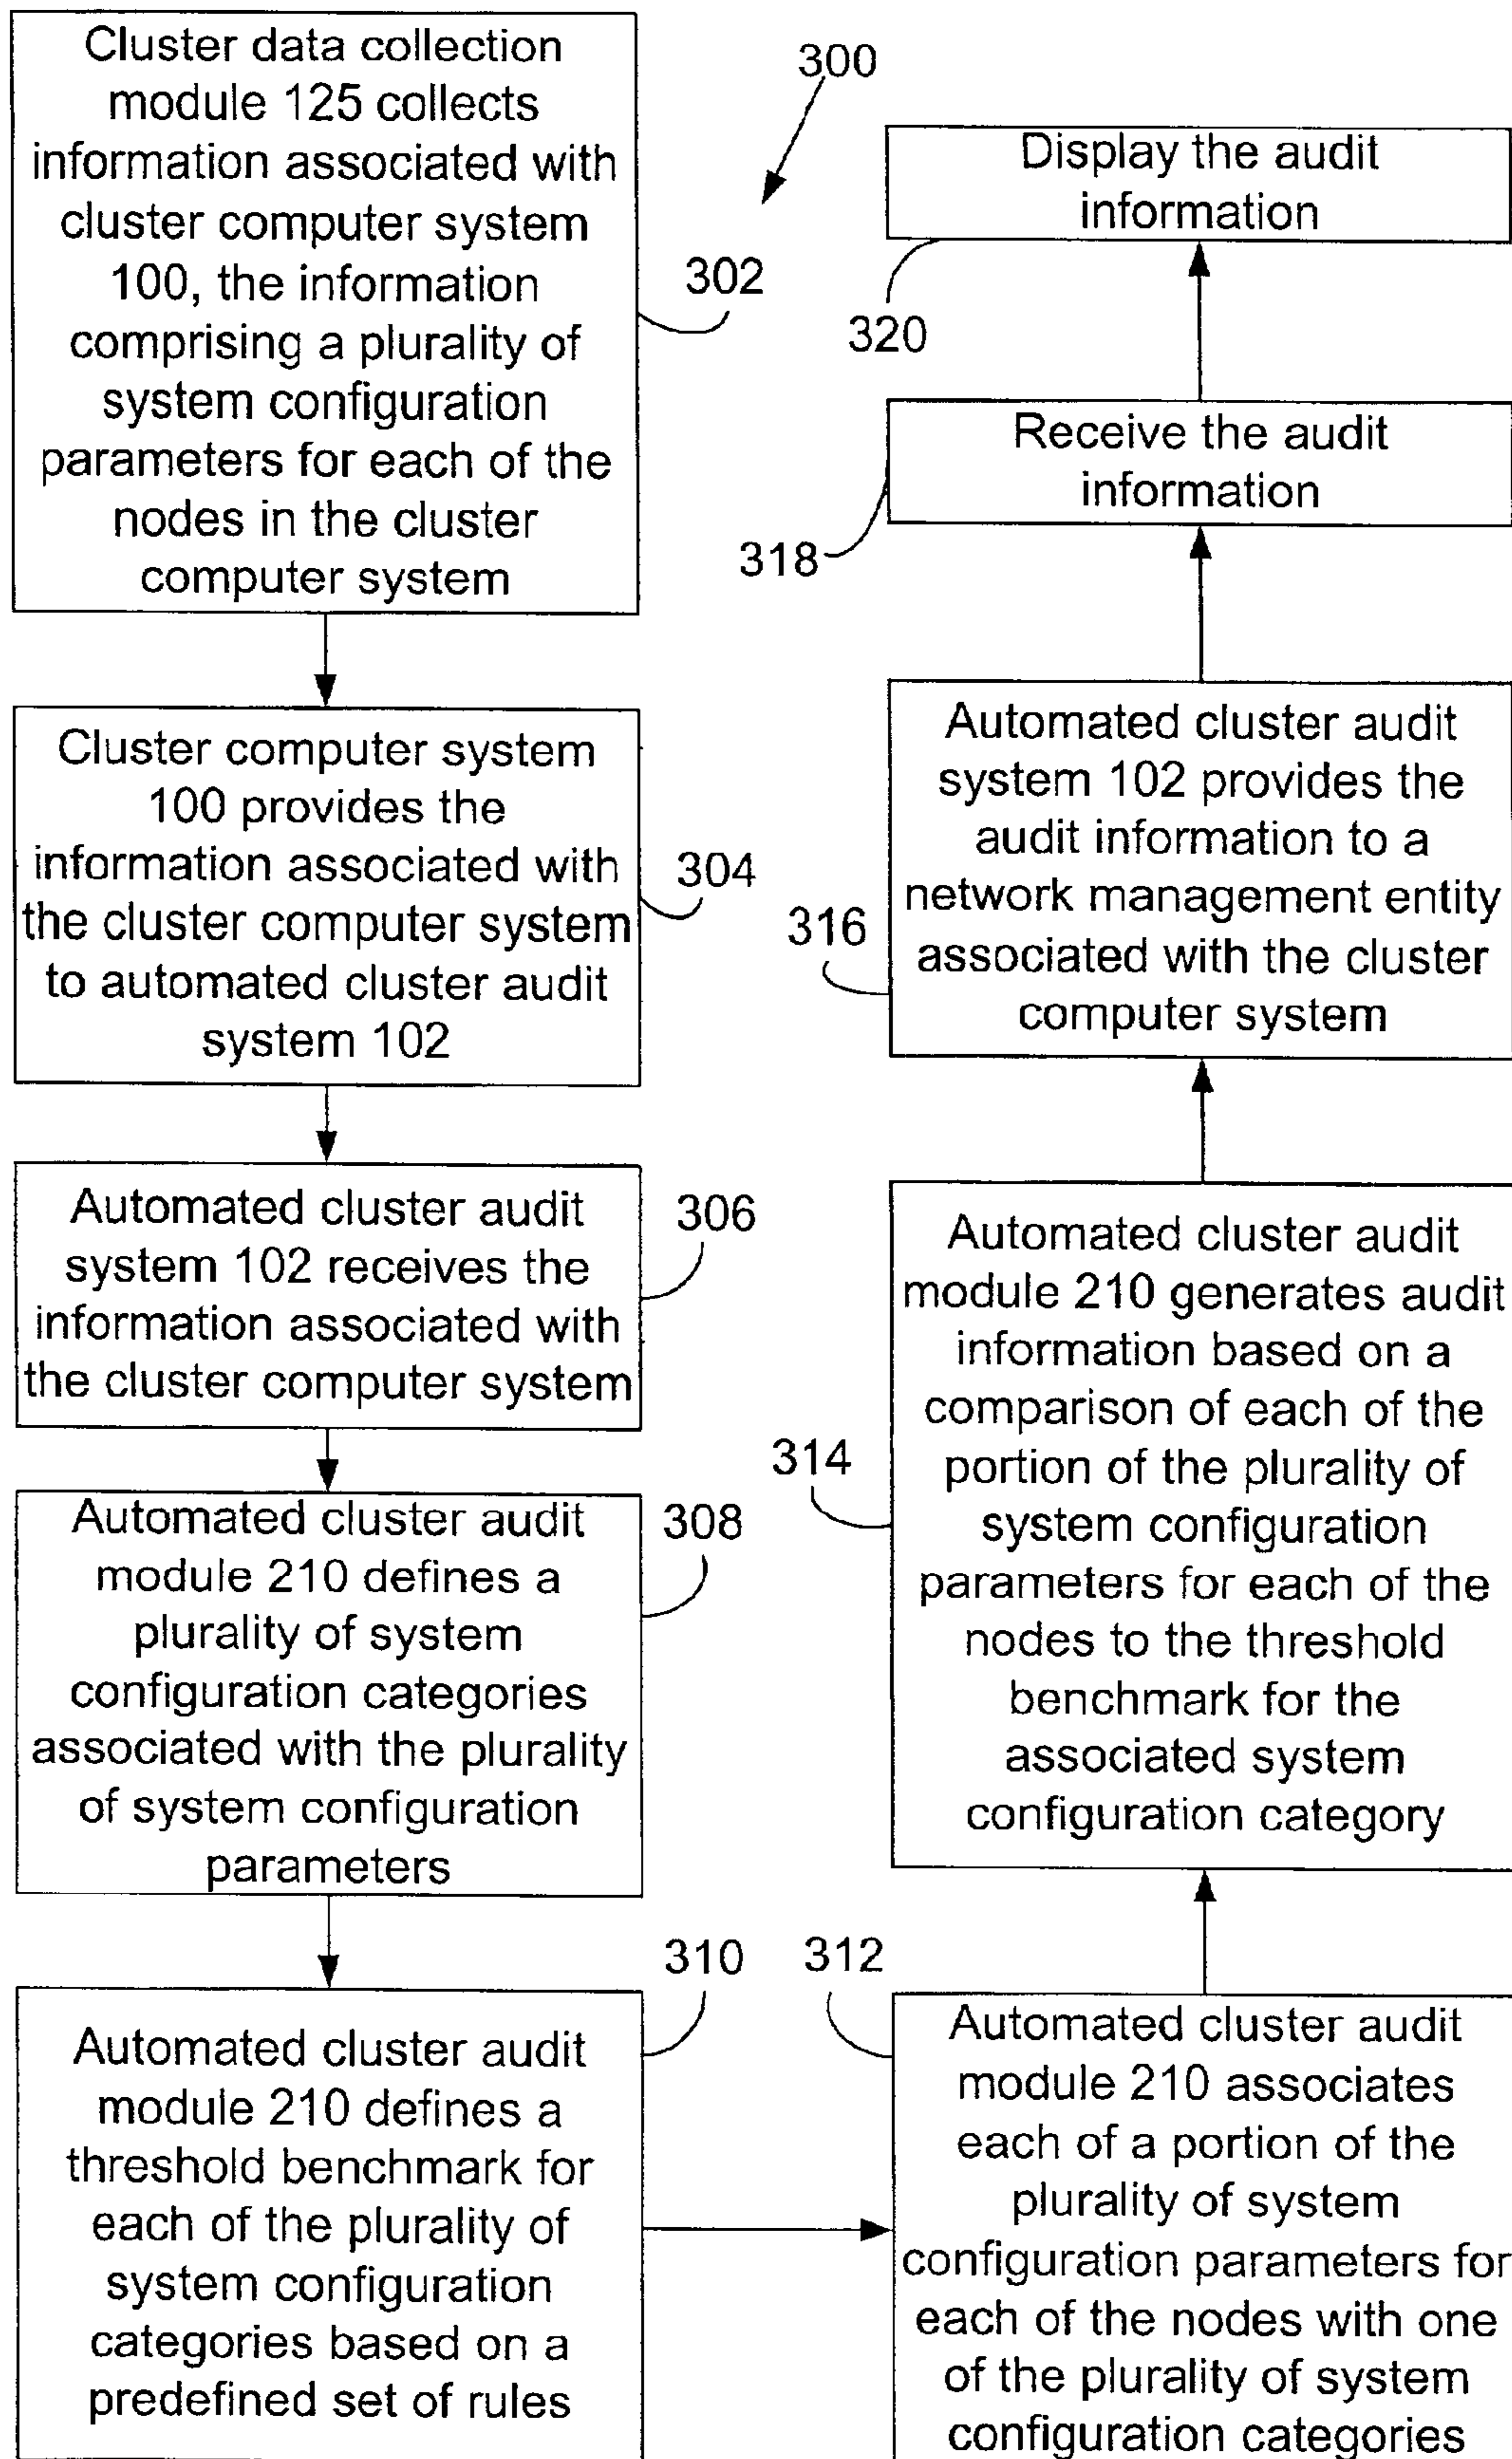 Cluster data collection
module 125 collects
information associated with
cluster computer system
100, the information
comprising a plurality of
system configuration
parameters for each of the
nodes in the cluster
computer system
302
Cluster computer system
100 provides the
information associated with
the cluster computer system
to automated cluster audit
system 102
304
Automated cluster audit
system 102 receives the
information associated with
the cluster computer system
306
Automated cluster audit
module 210 defines a
plurality of system
configuration categories
associated with the plurality
of system configuration
parameters
308
Automated cluster audit
module 210 defines a
threshold benchmark for
each of the plurality of
system configuration
categories based on a
predefined set of rules
310
312
Automated cluster audit
module 210 associates
each of a portion of the
plurality of system
configuration parameters for
each of the nodes with one
of the plurality of system
configuration categories
314
Automated cluster audit
module 210 generates audit
information based on a
comparison of each of the
portion of the plurality of
system configuration
parameters for each of the
nodes to the threshold
benchmark for the
associated system
configuration category
316
Automated cluster audit
system 102 provides the
audit information to a
network management entity
associated with the cluster
computer system
318
Receive the audit
information
320
Display the audit
information
300